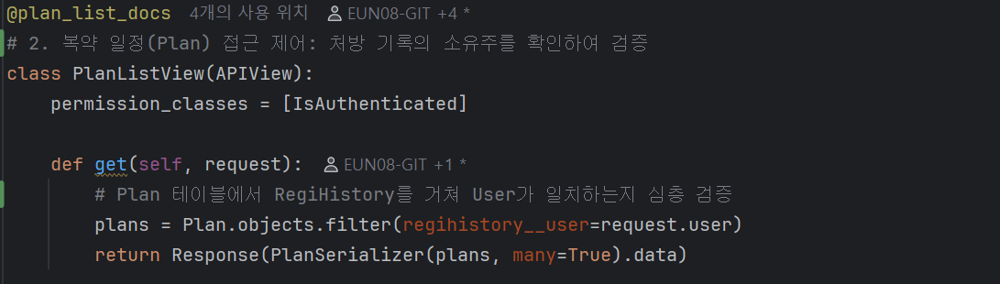 @plan_list_docs 4개의 사용 위치 EUN08-GIT +4 *
# 2. 복약 일정(Plan) 접근 제어: 처방 기록의 소유주를 확인하여 검증
class PlanListView(APIView):
    permission_classes = [IsAuthenticated]
    def get(self, request): EUN08-GIT +1 *
        # Plan 테이블에서 RegiHistory를 거쳐 User가 일치하는지 심층 검증
        plans = Plan.objects.filter(regihistory__user=request.user)
        return Response(PlanSerializer(plans, many=True).data)